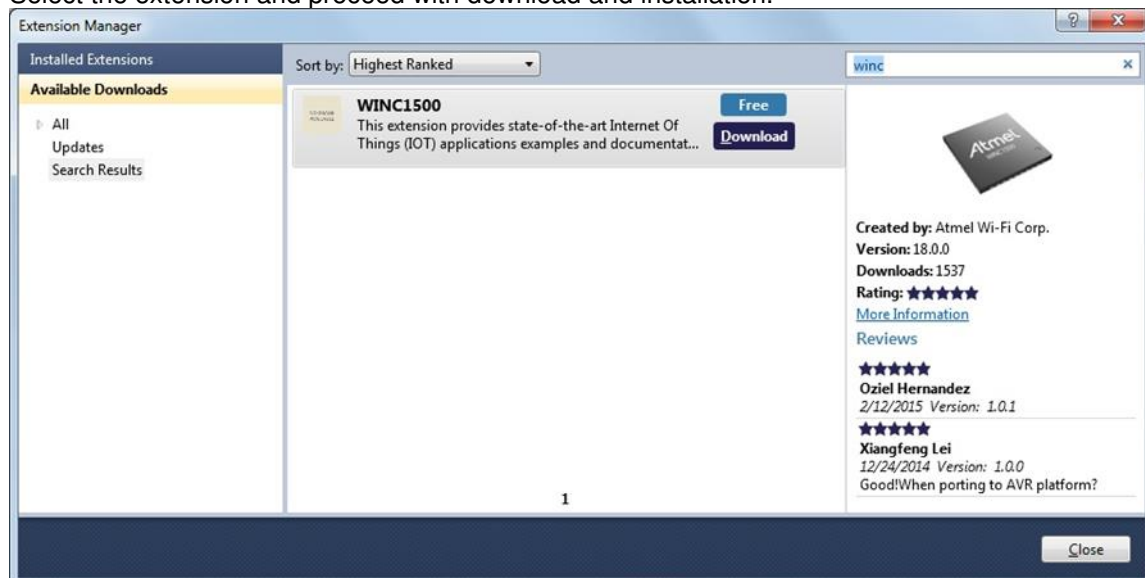 Select the extension and proceed with download and installation.
Extension Manager
Installed Extensions
Available Downloads
All
Updates
Search Results
Sort by: Highest Ranked
WINC1500
This extension provides state-of-the-art Internet Of
Things (IOT) applications examples and documentat...
Free
Download
1
winc
Atmel
Created by: Atmel Wi-Fi Corp.
Version: 18.0.0
Downloads: 1537
Rating: ★★★★★
More Information
Reviews
★★★★★
Oziel Hernandez
2/12/2015 Version: 1.0.1
★★★★★
Xiangfeng Lei
12/24/2014 Version: 1.0.0
Good!When porting to AVR platform?
Close